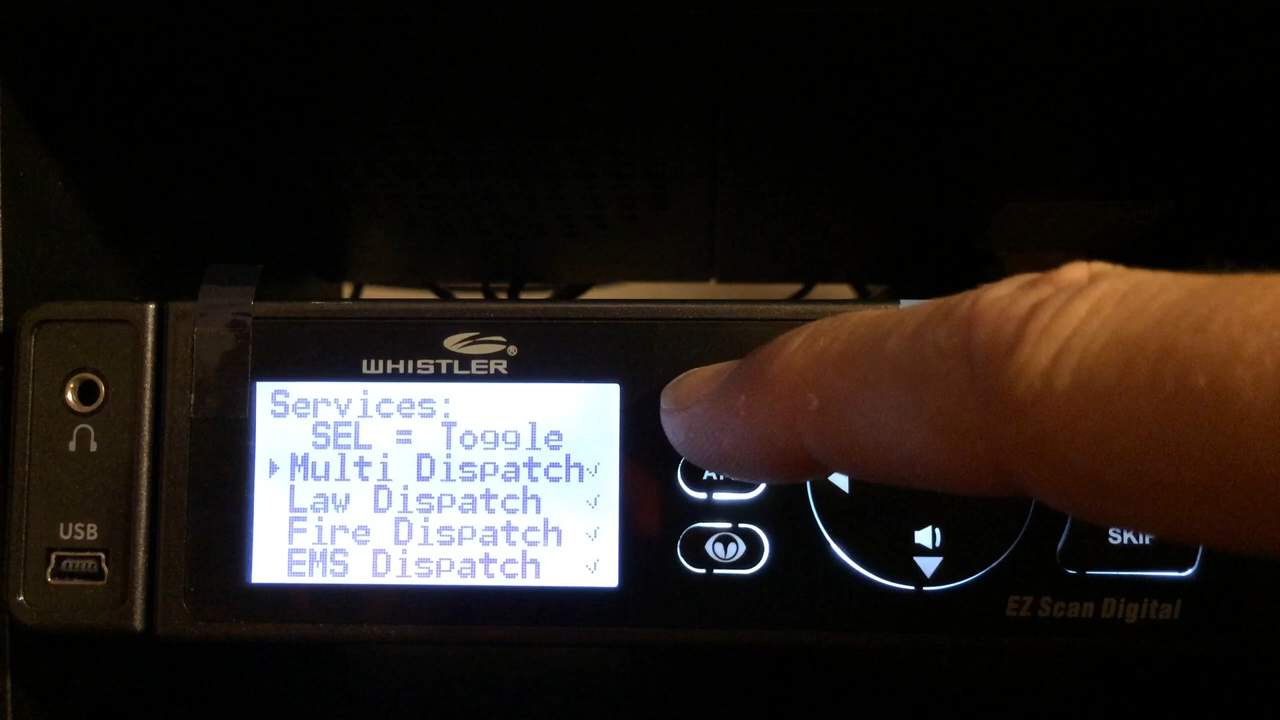 WHISTLER®
Services:
SEL = Toggle
Multi Dispatch✓
Law Dispatch ✓
Fire Dispatch ✓
EMS Dispatch ✓
USB
SKIP
EZ Scan Digital